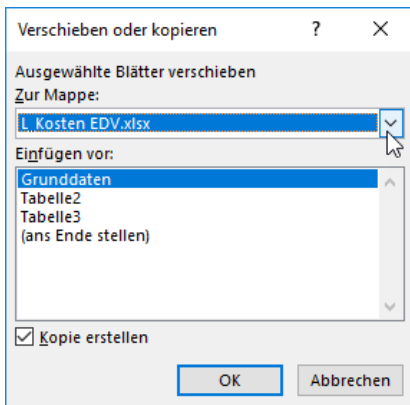 Verschieben oder kopieren
Ausgewählte Blätter verschieben
Zur Mappe:
L_Kosten EDV.xlsx
Einfügen vor:
Grunddaten
Tabelle2
Tabelle3
(ans Ende stellen)
Kopie erstellen
OK Abbrechen